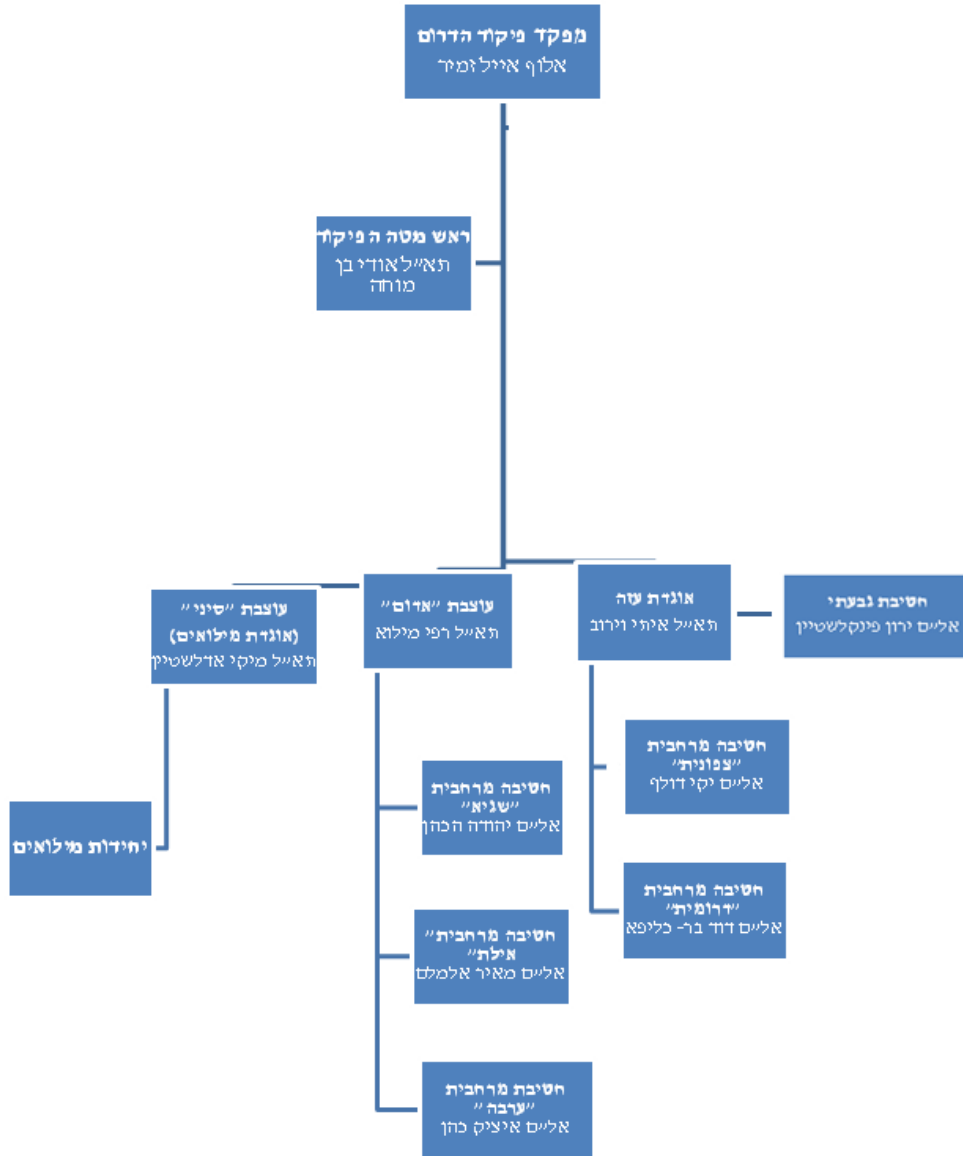 מפקד פיקוד הדרום
אלוף אייל זמיר
ראש מטה הפיקוד
תא״ל אודי בן
מוחה
חטיבת גבעתי
אל״ם ירון פינקלשטיין
אוגדת עזה
תא״ל איתי וירוב
עוצבת ״אדום״
תא״ל רפי מילוא
עוצבת ״סיני״
(אוגדת מילואים)
תא״ל מיקי אדלשטיין
חטיבה מרחבית
״צפונית״
אל״ם יקי דולף
חטיבה מרחבית
״דרומית״
אל״ם דוד בר- כליפא
חטיבה מרחבית
״שגיא״
אל״ם יהודה הכהן
חטיבה מרחבית״
אילת״
אל״ם מאיר אלמלם
חטיבת מרחבית
״ערבה״
אל״ם איציק כהן
יחידות מילואים